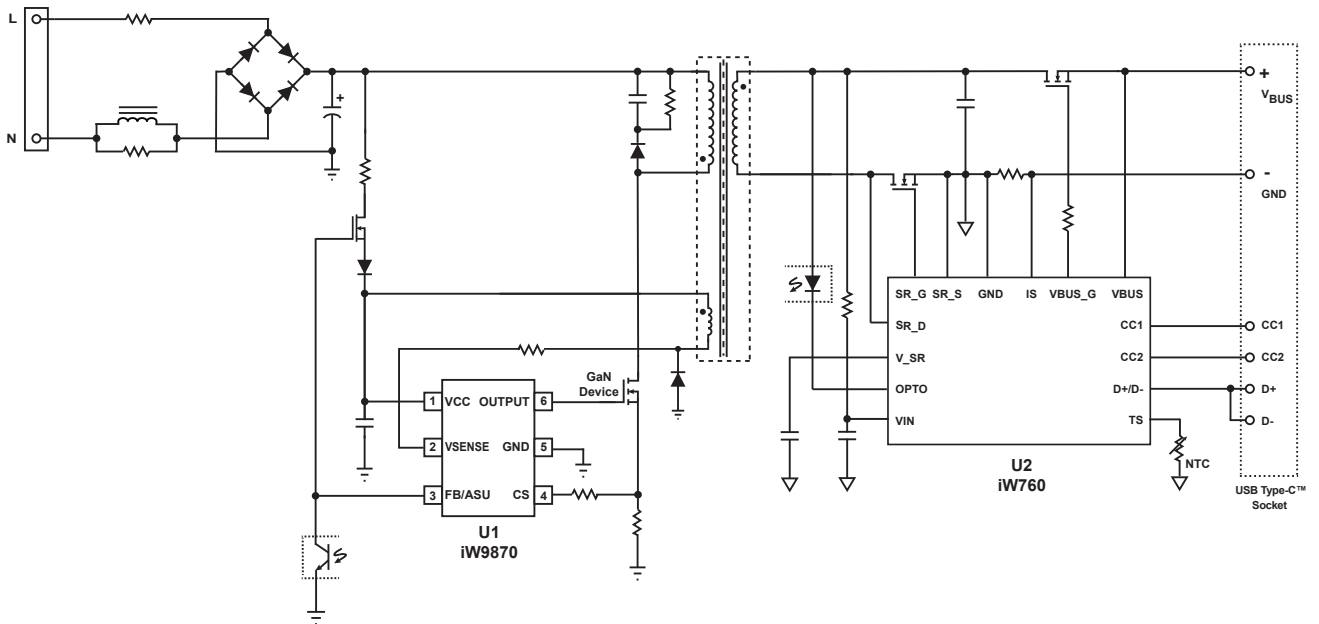 L
N
+
+
V_BUS
-
GND
GaN
Device
1 VCC OUTPUT 6
2 VSENSE GND 5
3 FB/ASU CS 4
U1
iW9870
SR_G SR_S GND IS VBUS_G VBUS
SR_D
V_SR
OPTO
VIN
CC1
CC2
D+/D-
TS
U2
iW760
NTC
CC1
CC2
D+
D-
USB Type-C™
Socket